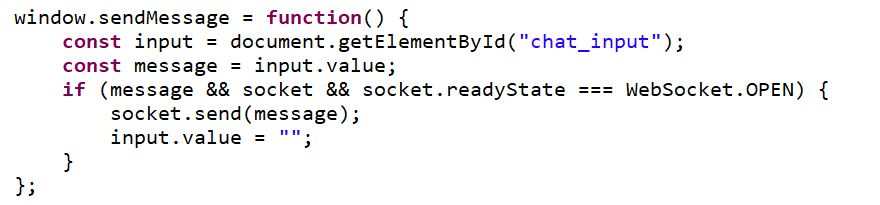 window.sendMessage = function() {
    const input = document.getElementById("chat_input");
    const message = input.value;
    if (message && socket && socket.readyState === WebSocket.OPEN) {
        socket.send(message);
        input.value = "";
    }
};